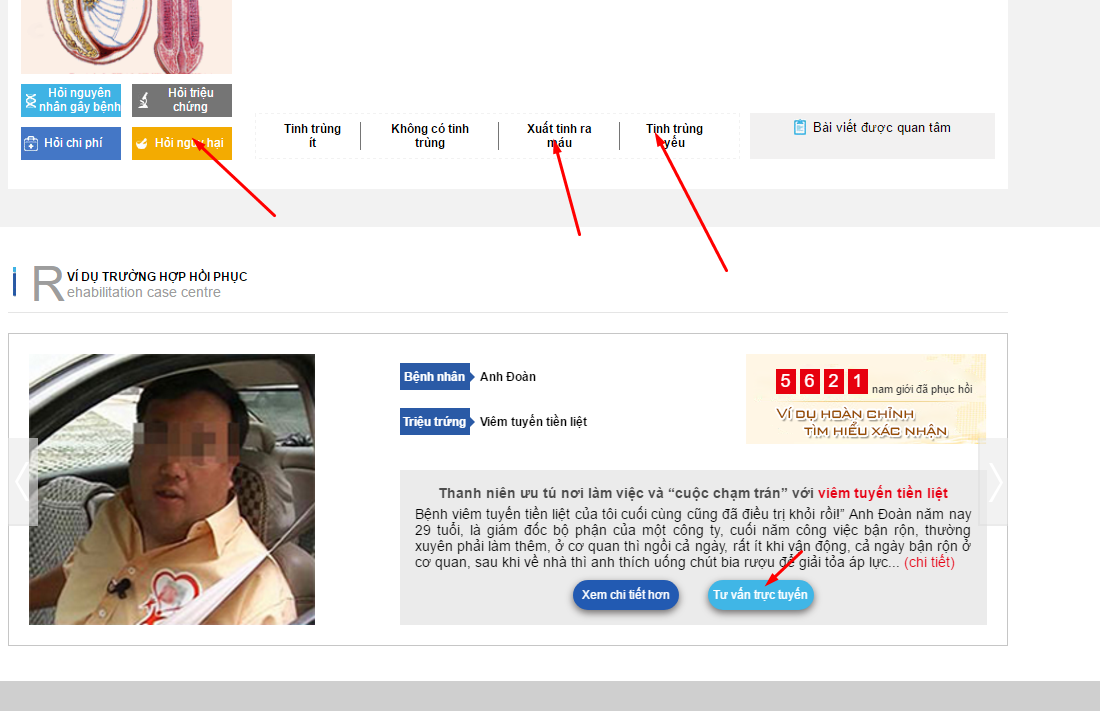 Hỏi nguyên
nhân gây bệnh
Hỏi triệu
chứng
Hỏi chi phí
Hỏi nguy hại
Tinh trùng
ít
Không có tinh
trùng
Xuất tinh ra
máu
Tinh trùng
yếu
Bài viết được quan tâm
R
VÍ DỤ TRƯỜNG HỢP HỒI PHỤC
ehabilitation case centre
Bệnh nhân Anh Đoàn
Triệu trứng Viêm tuyến tiền liệt
5 6 2 1 nam giới đã phục hồi
VÍ DỤ HOÀN CHỈNH
TÌM HIỂU XÁC NHẬN
Thanh niên ưu tú nơi làm việc và “cuộc chạm trán” với viêm tuyến tiền liệt
Bệnh viêm tuyến tiền liệt của tôi cuối cùng cũng đã điều trị khỏi rồi!” Anh Đoàn năm nay
29 tuổi, là giám đốc bộ phận của một công ty, cuối năm công việc bận rộn, thường
xuyên phải làm thêm, ở cơ quan thì ngồi cả ngày, rất ít khi vận động, cả ngày bận rộn ở
cơ quan, sau khi về nhà thì anh thích uống chút bia rượu để giải tỏa áp lực... (chi tiết)
Xem chi tiết hơn
Tư vấn trực tuyến